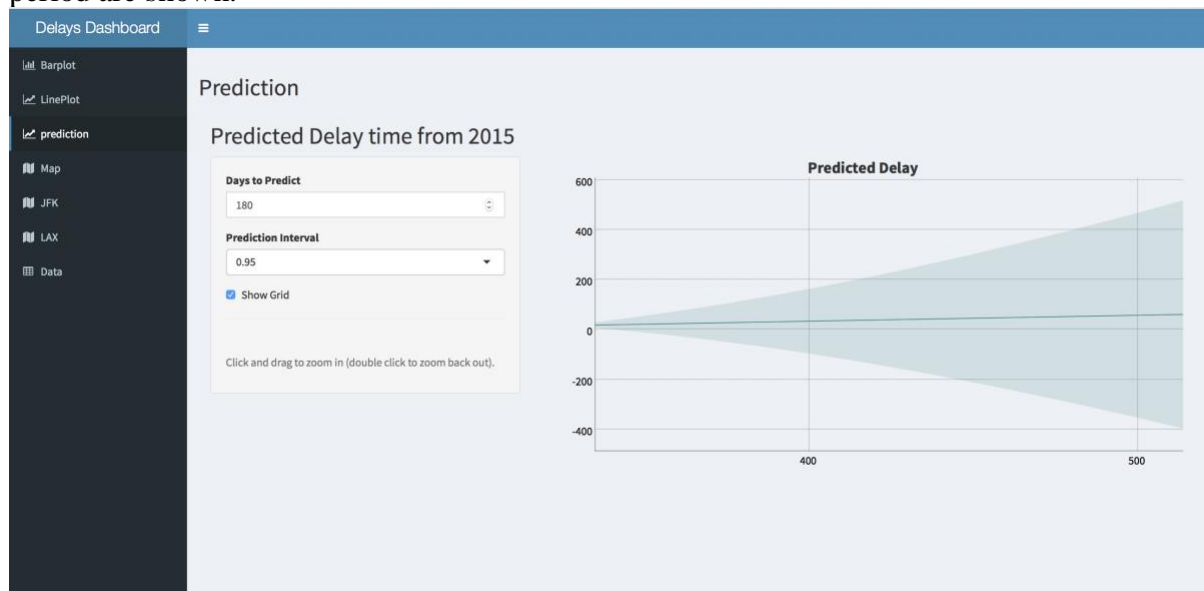 period are shown.
Delays Dashboard
Barplot
LinePlot
prediction
Map
JFK
LAX
Data
Prediction
Predicted Delay time from 2015
Days to Predict
180
Prediction Interval
0.95
Show Grid
Click and drag to zoom in (double click to zoom back out).
Predicted Delay
600
400
200
0
-200
-400
400
500